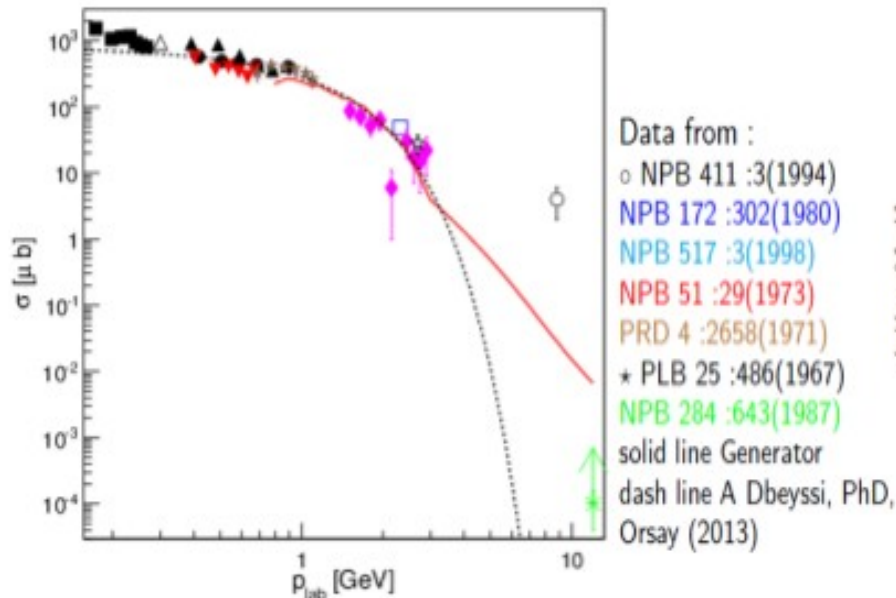 10³
10²
10
1
10⁻¹
10⁻²
10⁻³
10⁻⁴
σ [μ b]
1
10
p_lab [GeV]
Data from :
○ NPB 411 :3(1994)
NPB 172 :302(1980)
NPB 517 :3(1998)
NPB 51 :29(1973)
PRD 4 :2658(1971)
★ PLB 25 :486(1967)
NPB 284 :643(1987)
solid line Generator
dash line A Dbeyssi, PhD,
Orsay (2013)